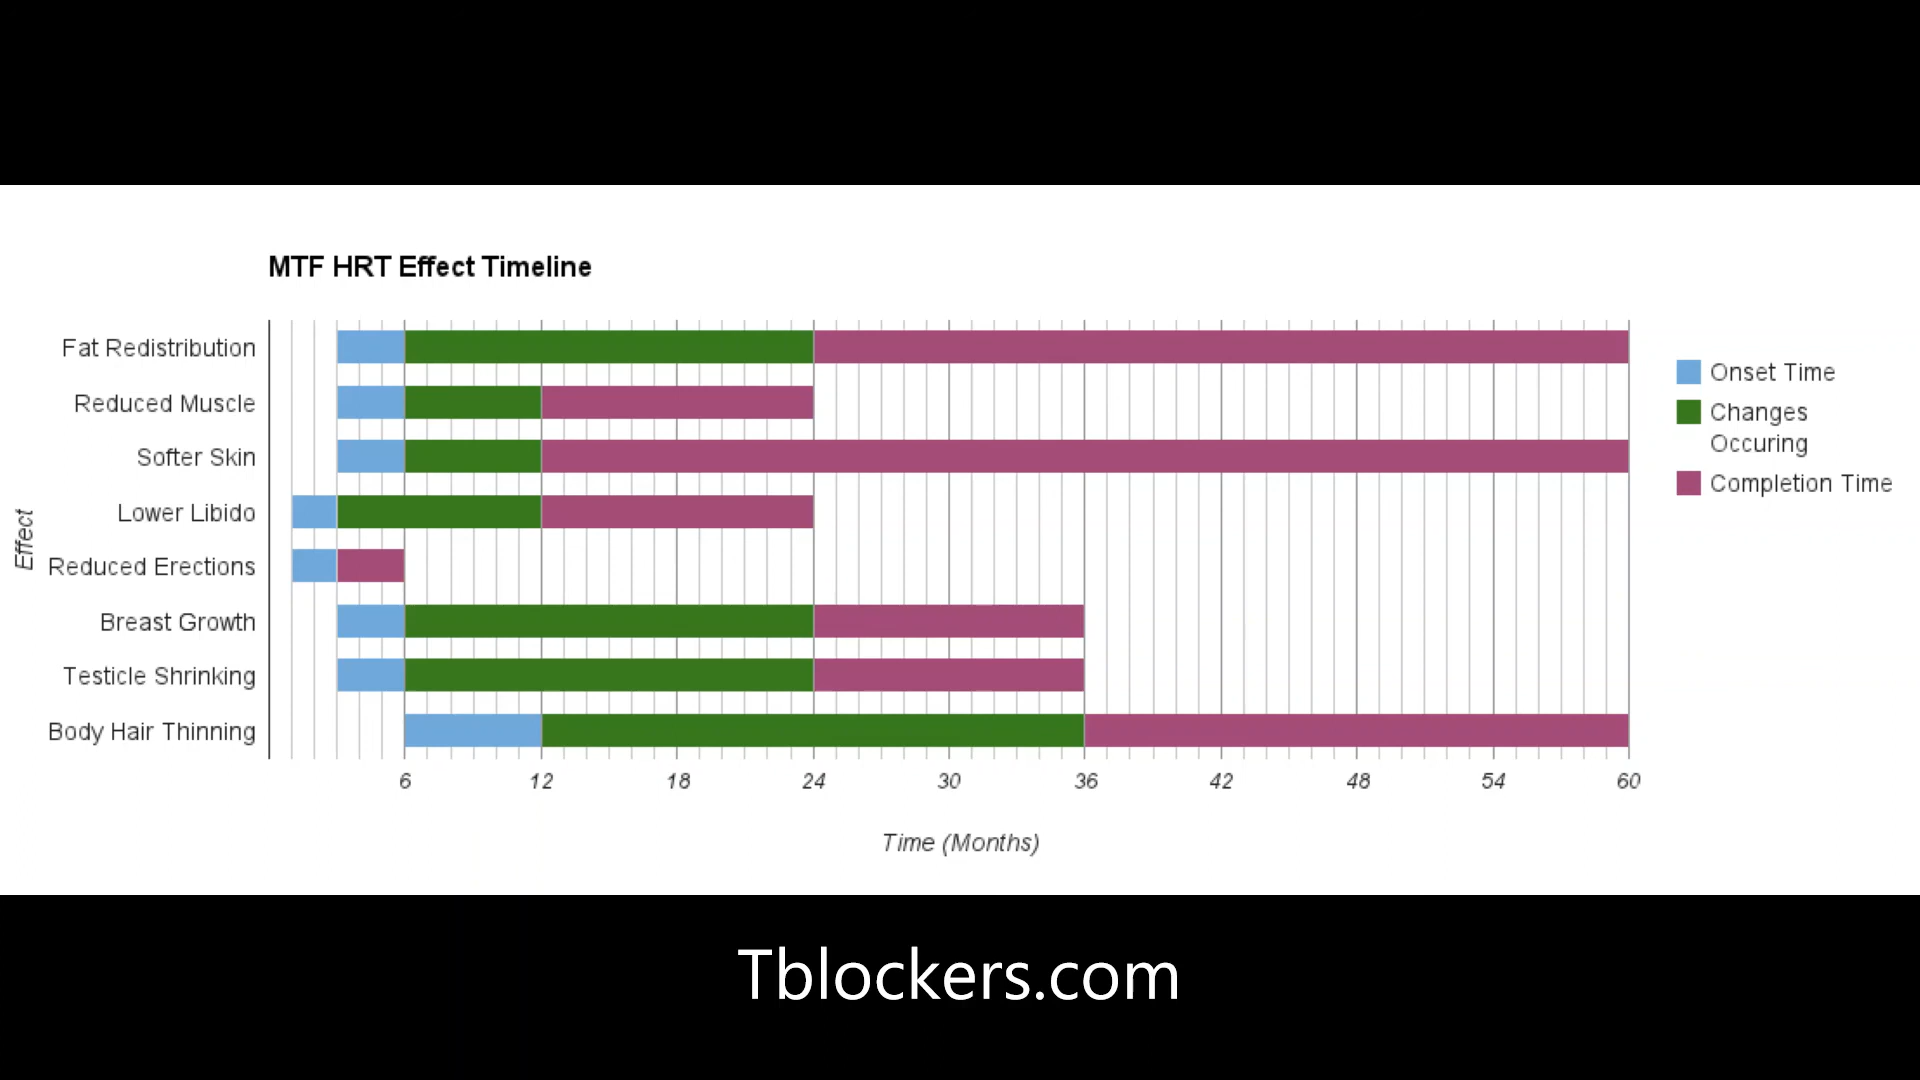 MTF HRT Effect Timeline
Fat Redistribution
Reduced Muscle
Softer Skin
Lower Libido
Reduced Erections
Breast Growth
Testicle Shrinking
Body Hair Thinning
Effect
6 12 18 24 30 36 42 48 54 60
Time (Months)
Onset Time
Changes
Occuring
Completion Time
Tblockers.com